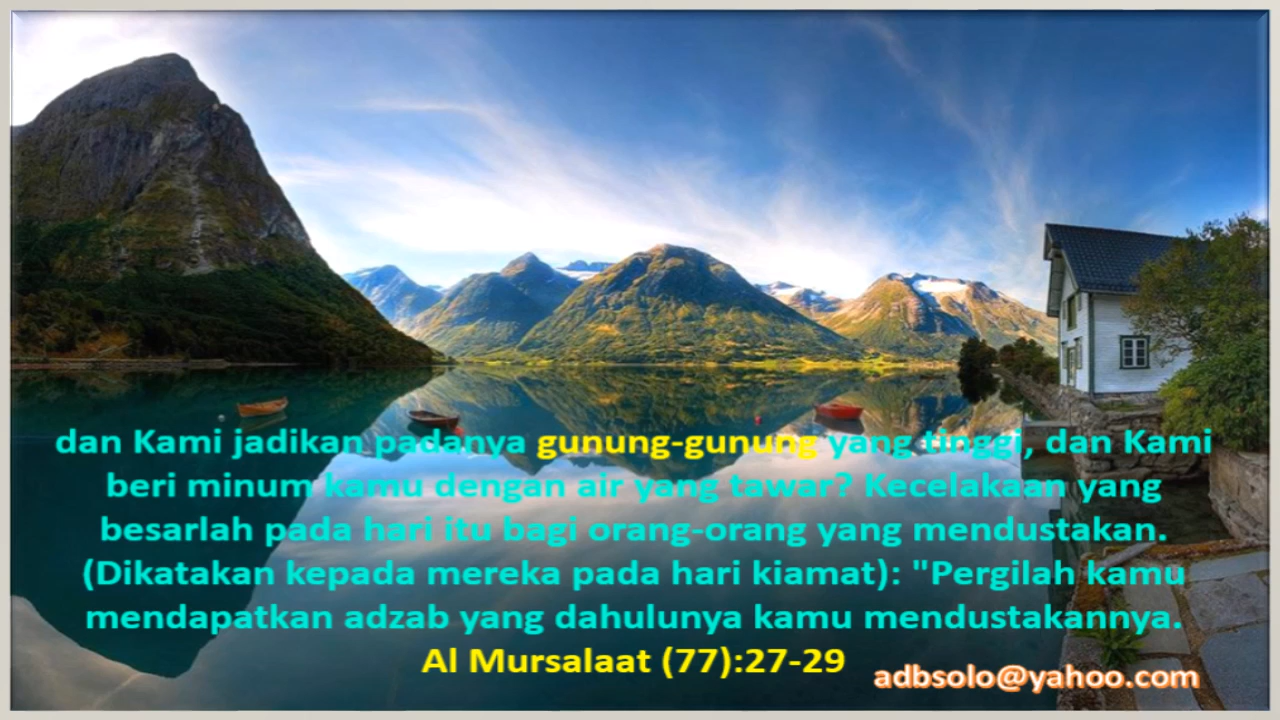 dan Kami jadikan padanya gunung-gunung yang tinggi, dan Kami
beri minum kamu dengan air yang tawar? Kecelakaan yang
besarlah pada hari itu bagi orang-orang yang mendustakan.
(Dikatakan kepada mereka pada hari kiamat): "Pergilah kamu
mendapatkan adzab yang dahulunya kamu mendustakannya.
Al Mursalaat (77):27-29
adbsolo@yahoo.com